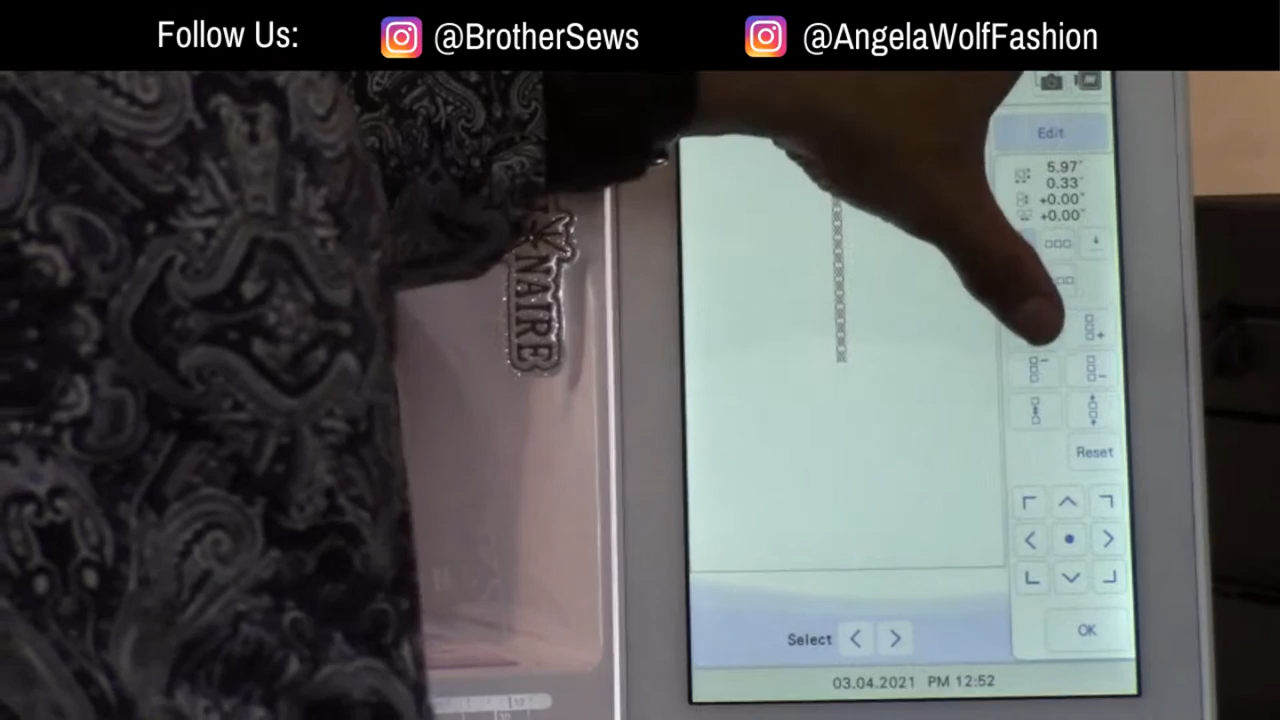 Follow Us: @BrotherSews @AngelaWolfFashion
Edit
5.97"
0.33"
+0.00"
+0.00"
NAIRE
Reset
OK
Select
03.04.2021 PM 12:52